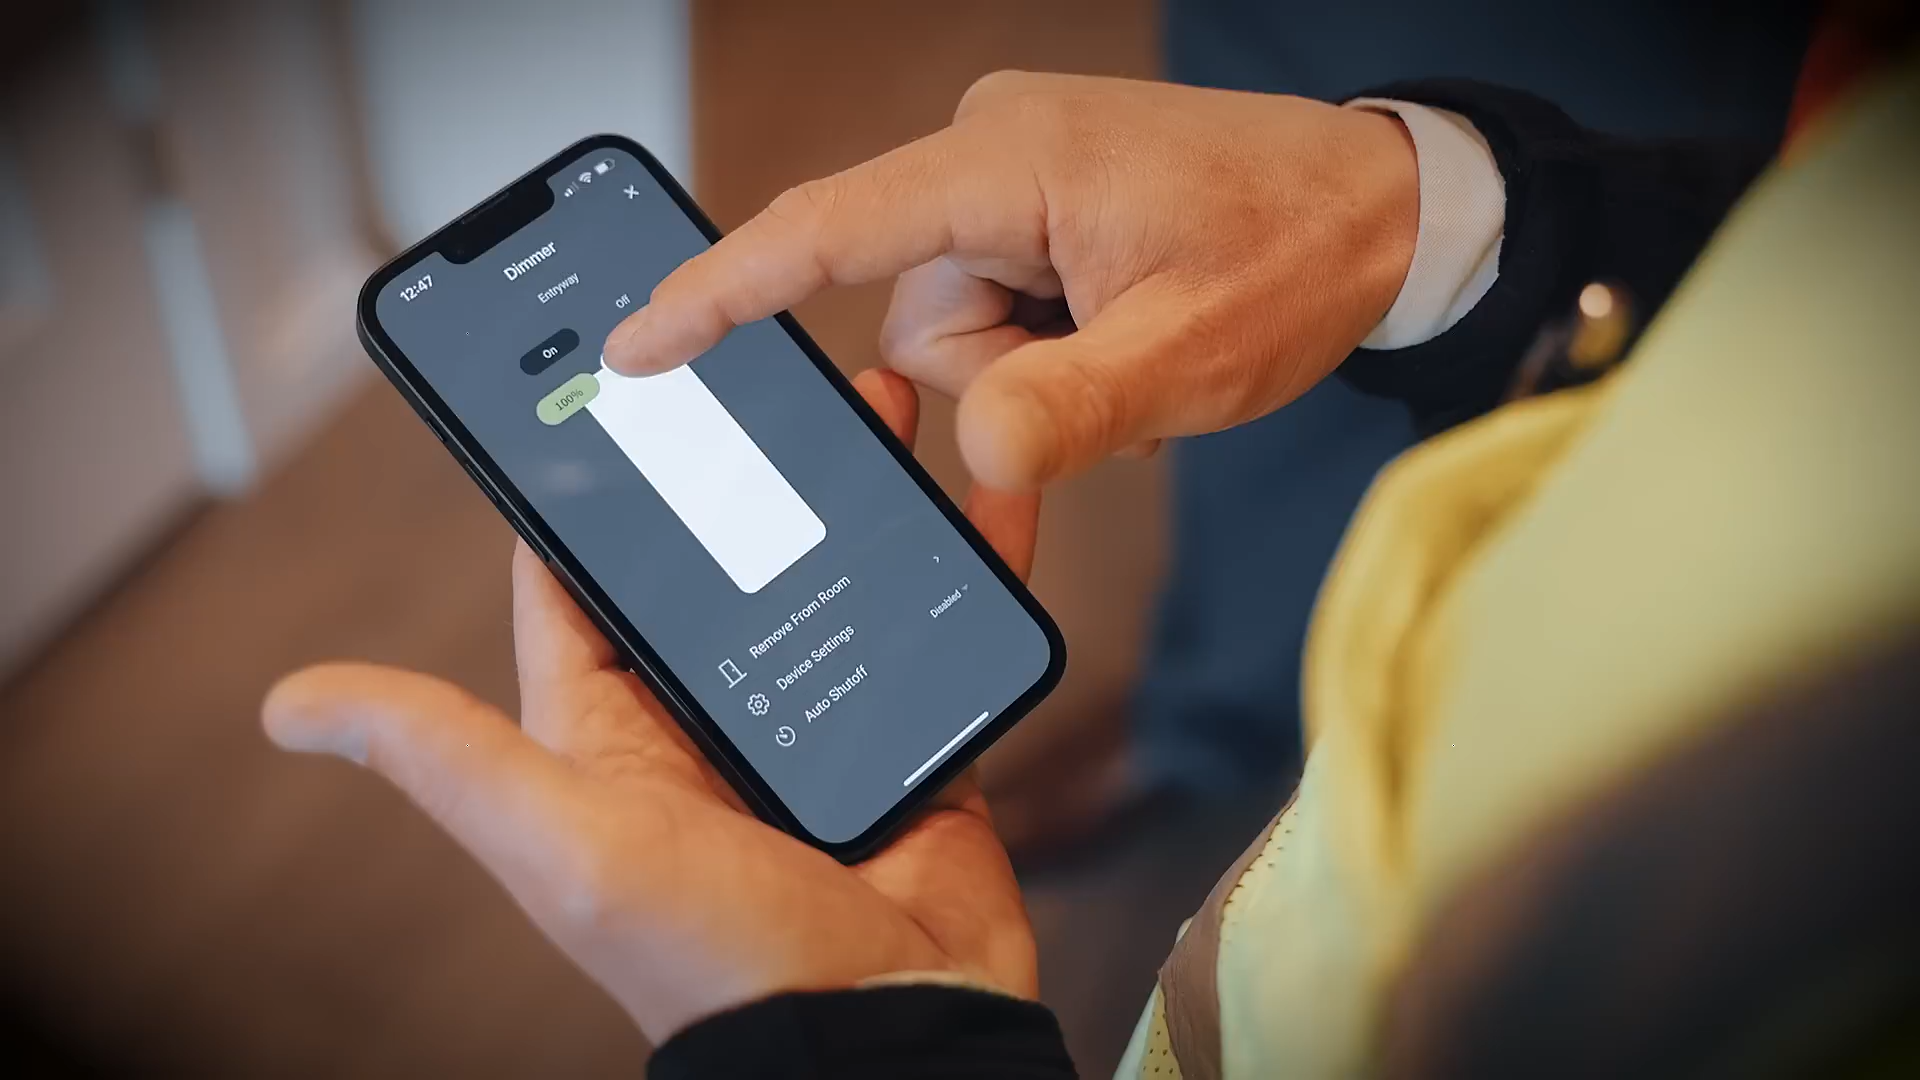 12:47
Dimmer
Entryway
On
Off
100%
Remove From Room
Device Settings
Auto Shutoff
Disabled